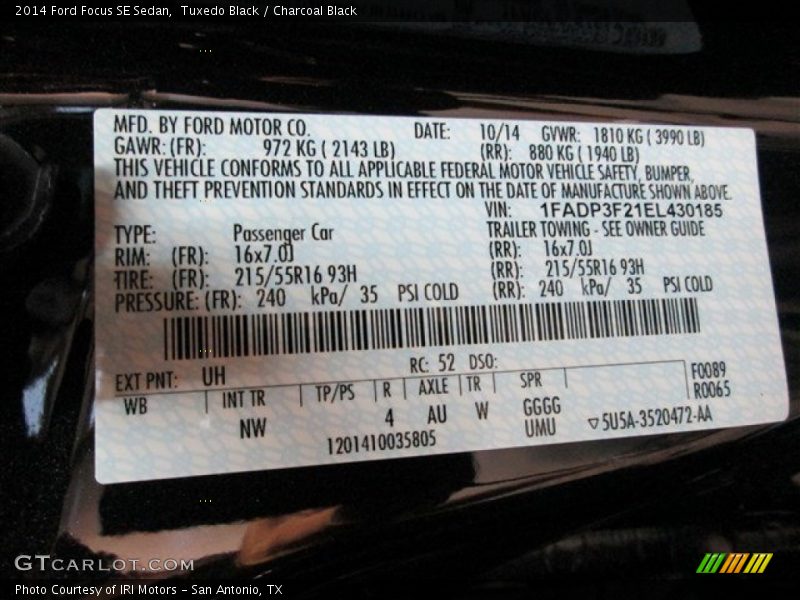 2014 Ford Focus SE Sedan,  Tuxedo Black / Charcoal Black
MFD. BY FORD MOTOR CO. DATE: 10/14 GVWR: 1810 KG ( 3990 LB)
GAWR: (FR): 972 KG ( 2143 LB) (RR): 880 KG ( 1940 LB)
THIS VEHICLE CONFORMS TO ALL APPLICABLE FEDERAL MOTOR VEHICLE SAFETY, BUMPER,
AND THEFT PREVENTION STANDARDS IN EFFECT ON THE DATE OF MANUFACTURE SHOWN ABOVE.
VIN: 1FADP3F21EL430185
TYPE: Passenger Car TRAILER TOWING - SEE OWNER GUIDE
RIM: (FR): 16x7.0J (RR): 16x7.0J
TIRE: (FR): 215/55R16 93H (RR): 215/55R16 93H
PRESSURE: (FR): 240 kPa/ 35 PSI COLD (RR): 240 kPa/ 35 PSI COLD
EXT PNT: UH RC: 52 DSO: F0089
WB INT TR TP/PS R AXLE TR SPR R0065
NW 4 AU W GGGG
1201410035805 UMU ▽5U5A-3520472-AA
GTCARLOT.COM
Photo Courtesy of IRI Motors - San Antonio, TX